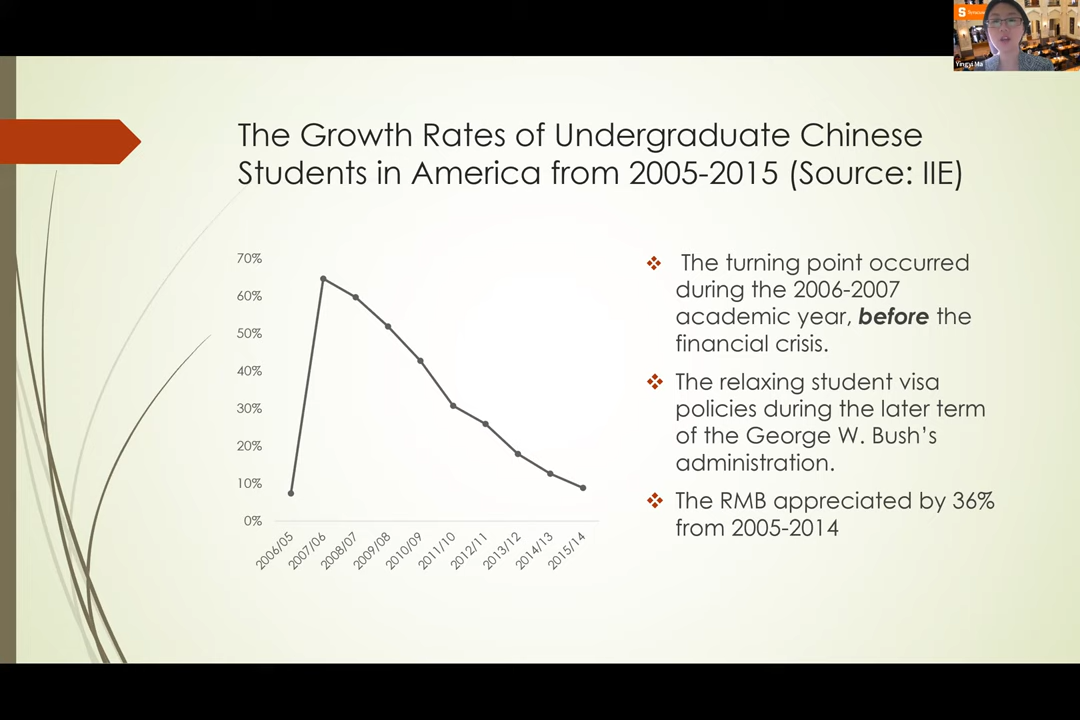 S
Yingyi Ma
The Growth Rates of Undergraduate Chinese
Students in America from 2005-2015 (Source: IIE)
70%
60%
50%
40%
30%
20%
10%
0%
2006/05
2007/06
2008/07
2009/08
2010/09
2011/10
2012/11
2013/12
2014/13
2015/14
The turning point occurred
during the 2006-2007
academic year, before the
financial crisis.
The relaxing student visa
policies during the later term
of the George W. Bush's
administration.
The RMB appreciated by 36%
from 2005-2014